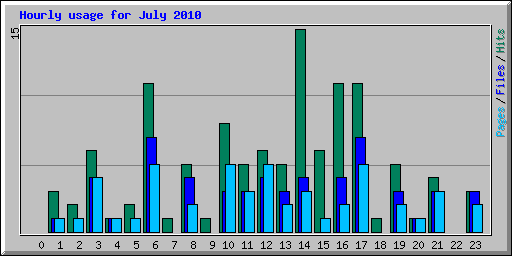 Hourly usage for July 2010
15
Pages / Files / Hits
0 1 2 3 4 5 6 7 8 9 10 11 12 13 14 15 16 17 18 19 20 21 22 23